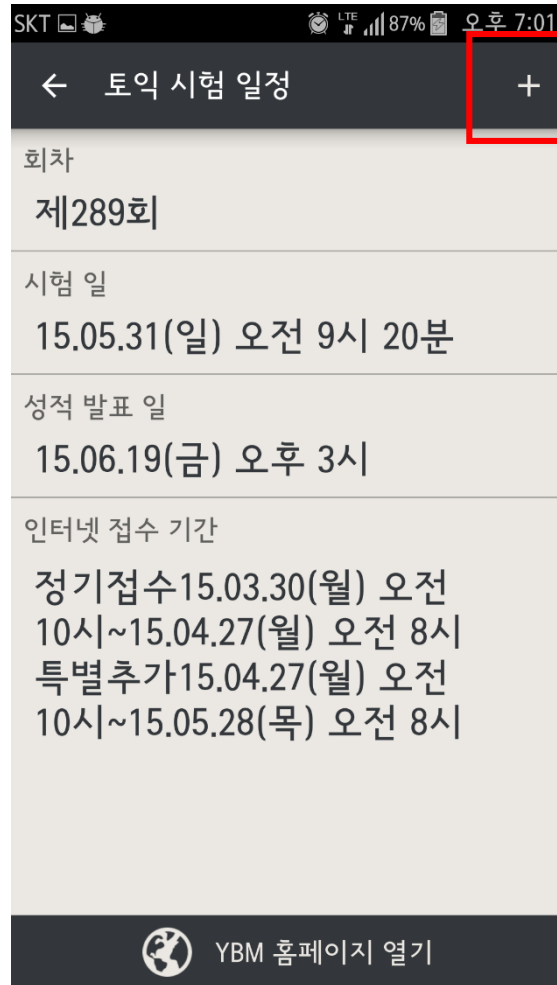 SKT LTE 87% 오후 7:01
← 토익 시험 일정 +
회차
제289회
시험 일
15.05.31(일) 오전 9시 20분
성적 발표 일
15.06.19(금) 오후 3시
인터넷 접수 기간
정기접수15.03.30(월) 오전
10시~15.04.27(월) 오전 8시
특별추가15.04.27(월) 오전
10시~15.05.28(목) 오전 8시
YBM 홈페이지 열기